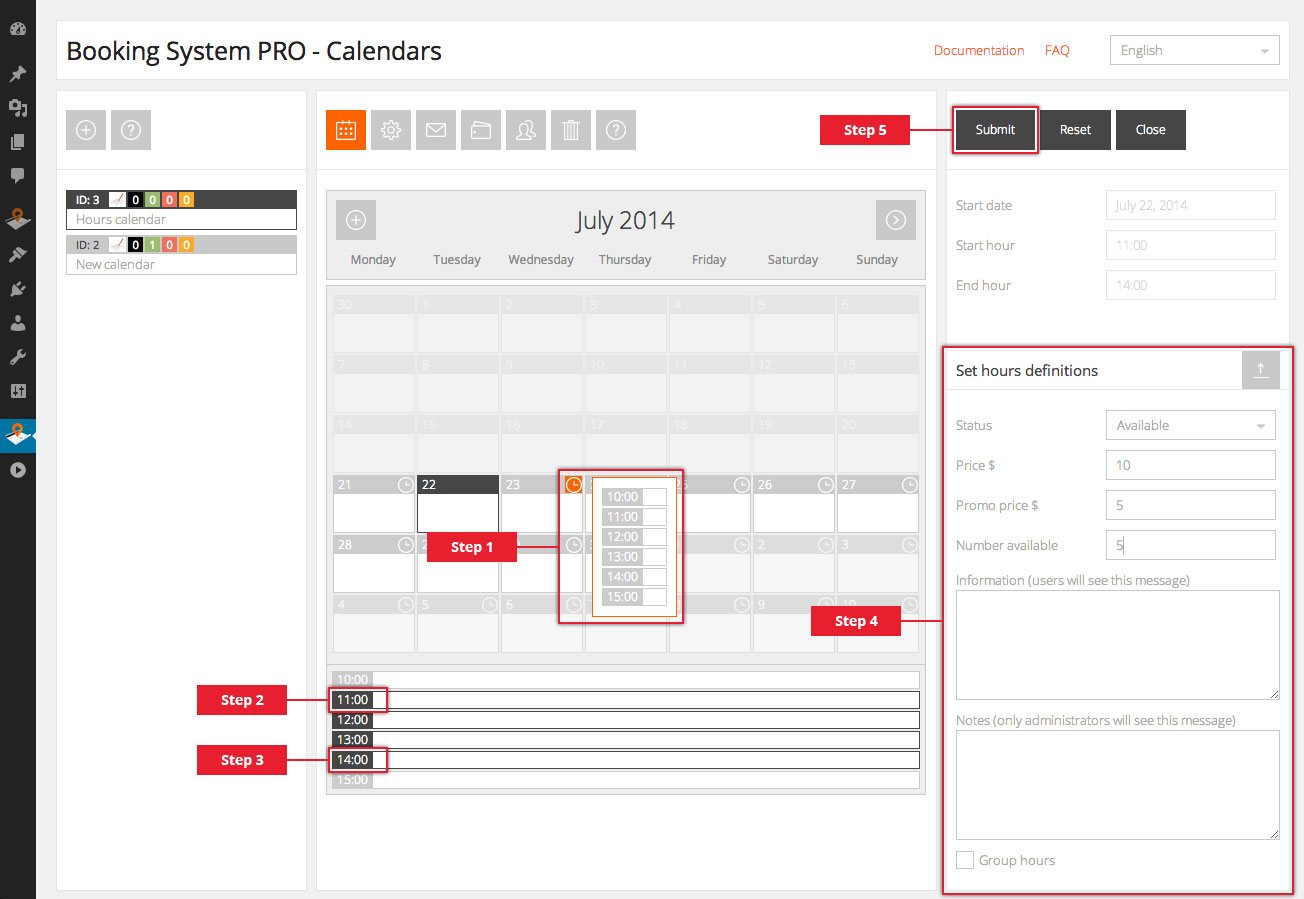 Booking System PRO - Calendars
Documentation FAQ English
Step 5 Submit Reset Close
ID: 3 0 0 0 0
Hours calendar
ID: 2 0 1 0 0
New calendar
July 2014
Monday Tuesday Wednesday Thursday Friday Saturday Sunday
30 1 2 3 4 5 6
7 8 9 10 11 12 13
14 15 16 17 18 19 20
21 22 23 26 27
28 2 3
4 5 6 9 10
10:00
11:00
12:00
13:00
14:00
15:00
Step 1
10:00
Step 2 11:00
12:00
13:00
Step 3 14:00
15:00
Start date July 22, 2014
Start hour 11:00
End hour 14:00
Set hours definitions
Status Available
Price $ 10
Promo price $ 5
Number available 5
Information (users will see this message)
Step 4
Notes (only administrators will see this message)
Group hours